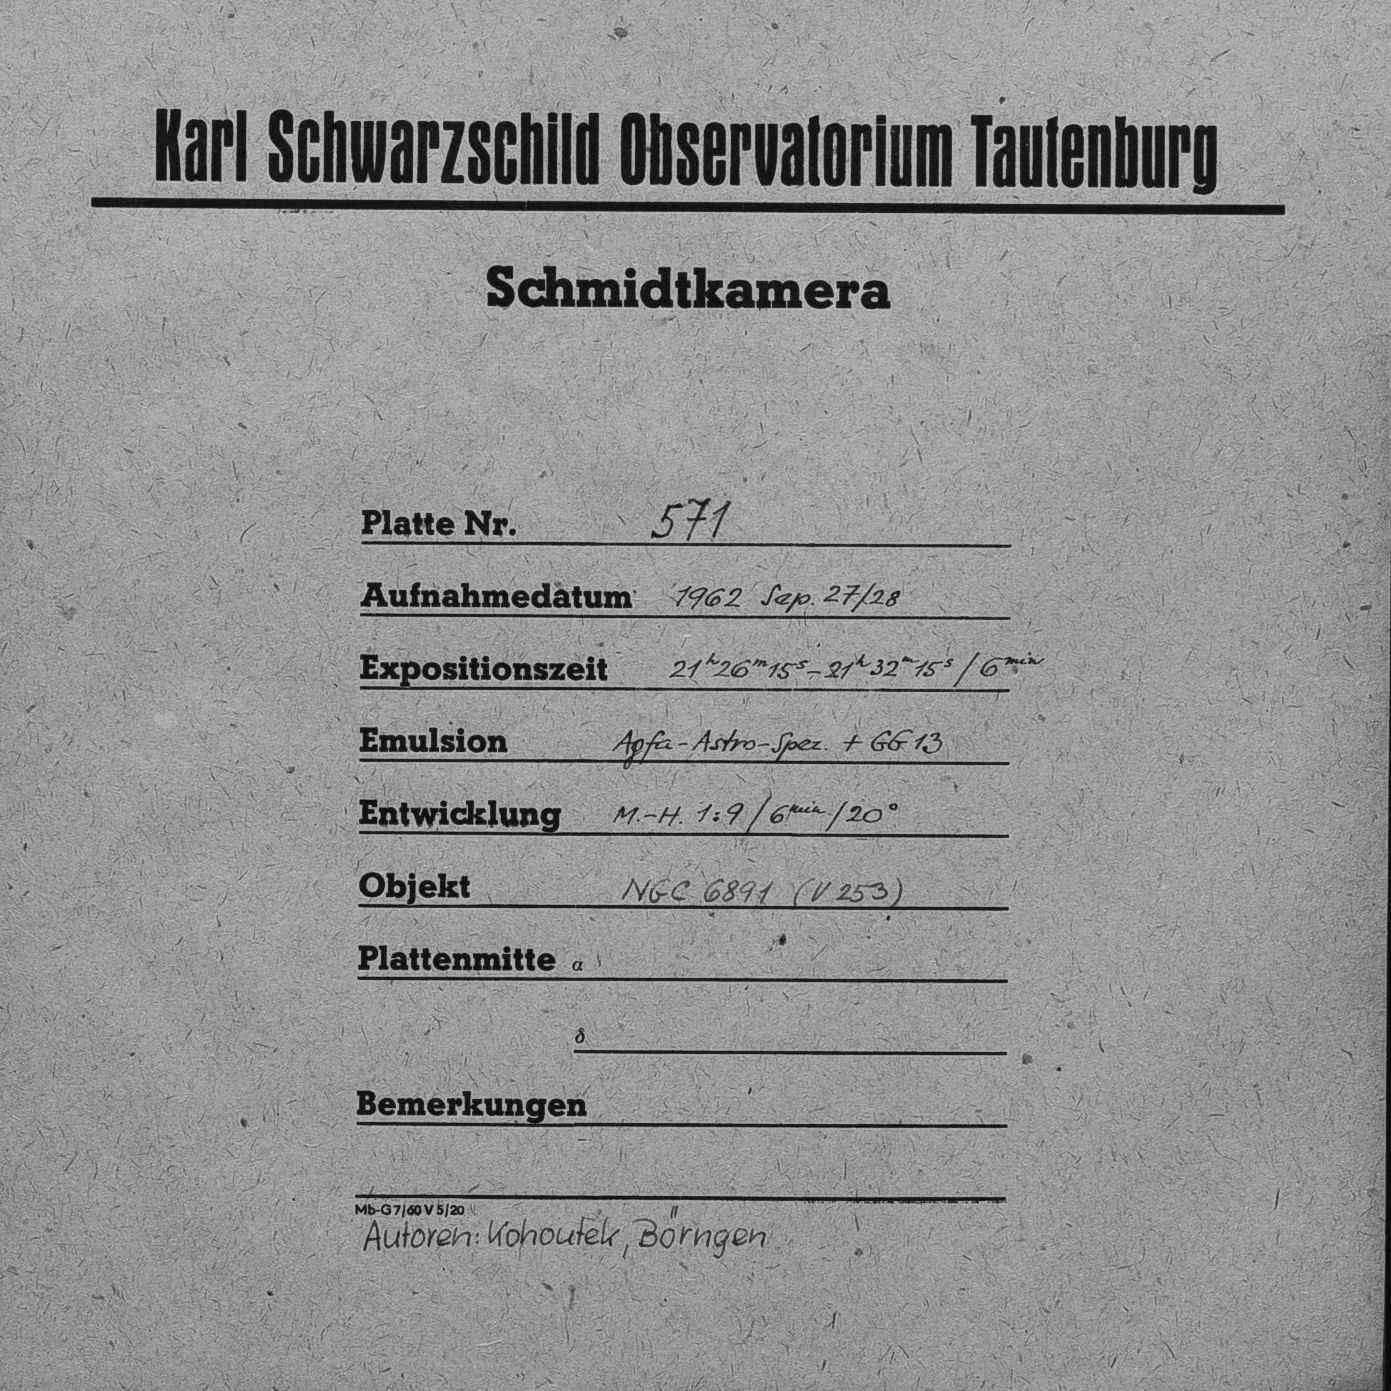 Karl Schwarzschild Observatorium Tautenburg
Schmidtkamera
Platte Nr. 571
Aufnahmedatum 1962 Sep. 27/28
Expositionszeit 21ʰ26ᵐ15ˢ–21ʰ32ᵐ15ˢ / 6ᵐⁱⁿ
Emulsion Agfa-Astro-Spez. + GG13
Entwicklung M.-H. 1:9 / 6ᵐⁱⁿ / 20°
Objekt NGC 6891 (V 253)
Plattenmitte α
δ
Bemerkungen
Mb-G 7/60 V 5/20
Autoren: Kohoutek, Börngen